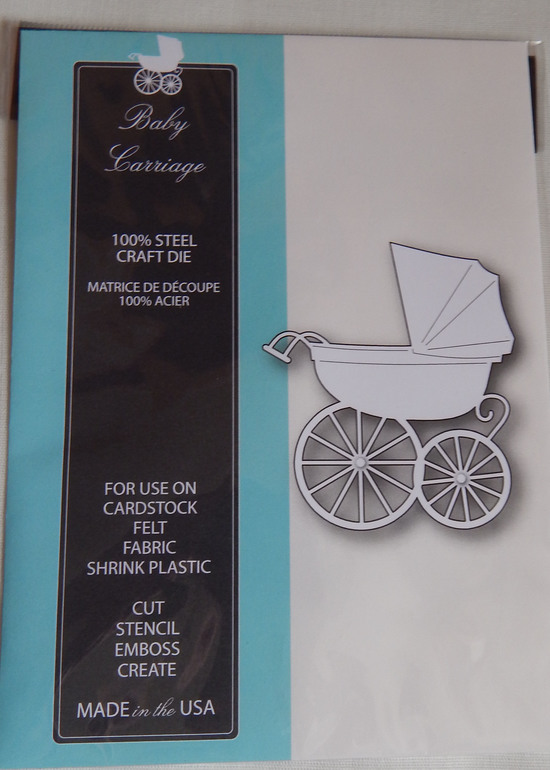 Baby
Carriage
100% STEEL
CRAFT DIE
MATRICE DE DÉCOUPE
100% ACIER
FOR USE ON
CARDSTOCK
FELT
FABRIC
SHRINK PLASTIC
CUT
STENCIL
EMBOSS
CREATE
MADE in the USA